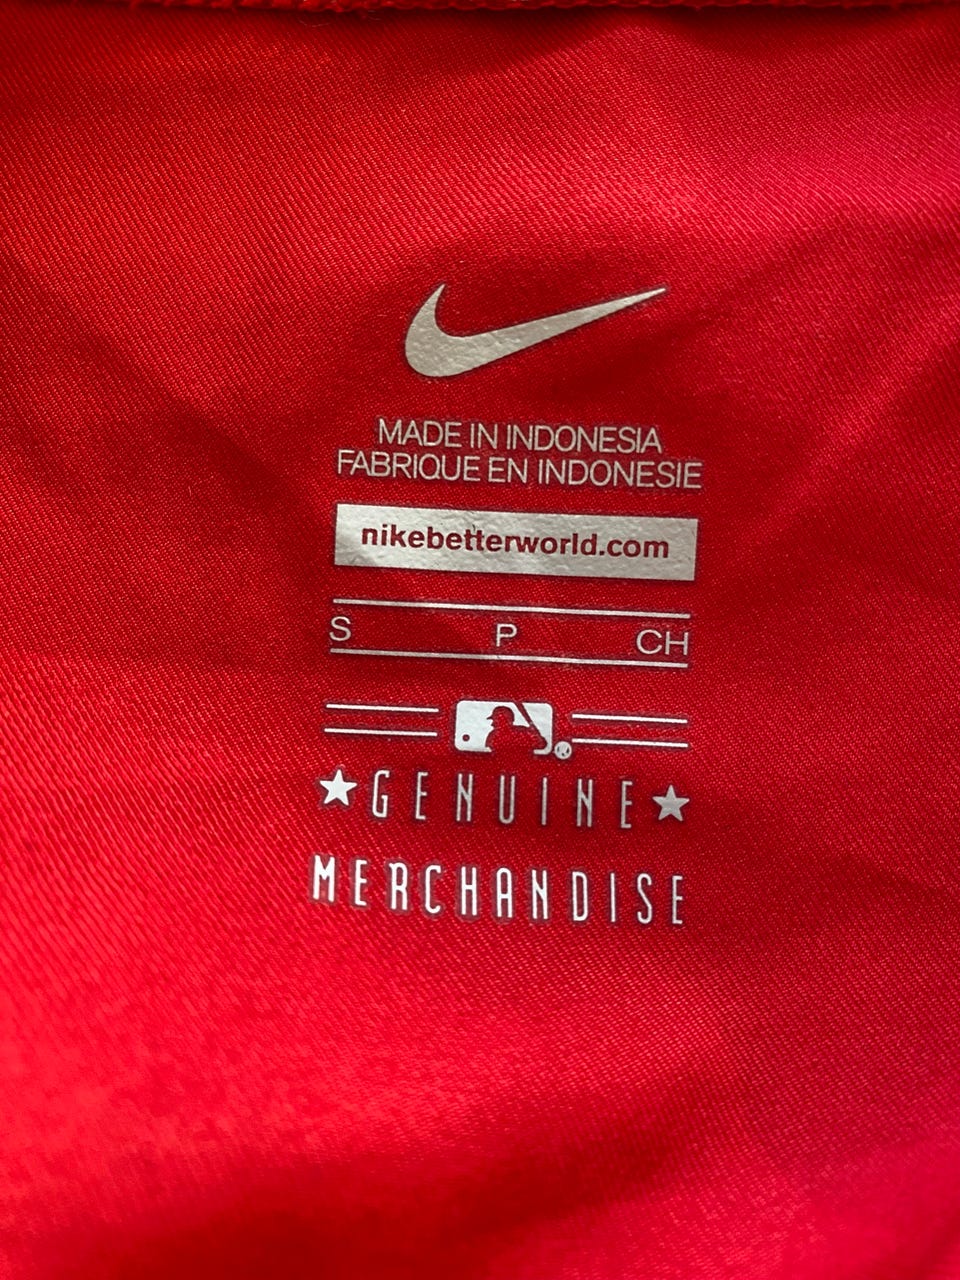 MADE IN INDONESIA
FABRIQUE EN INDONESIE
nikebetterworld.com
S P CH
®
★GENUINE★
MERCHANDISE